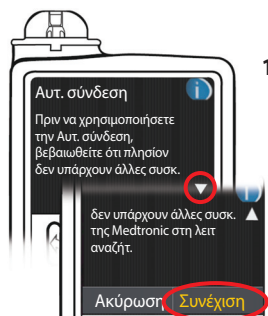 1
Αυτ. σύνδεση
Πριν να χρησιμοποιήσετε
την Αυτ. σύνδεση,
βεβαιωθείτε ότι πλησίον
δεν υπάρχουν άλλες συσκ.
δεν υπάρχουν άλλες συσκ.
της Medtronic στη λειτ
αναζήτ.
Ακύρωση Συνέχιση